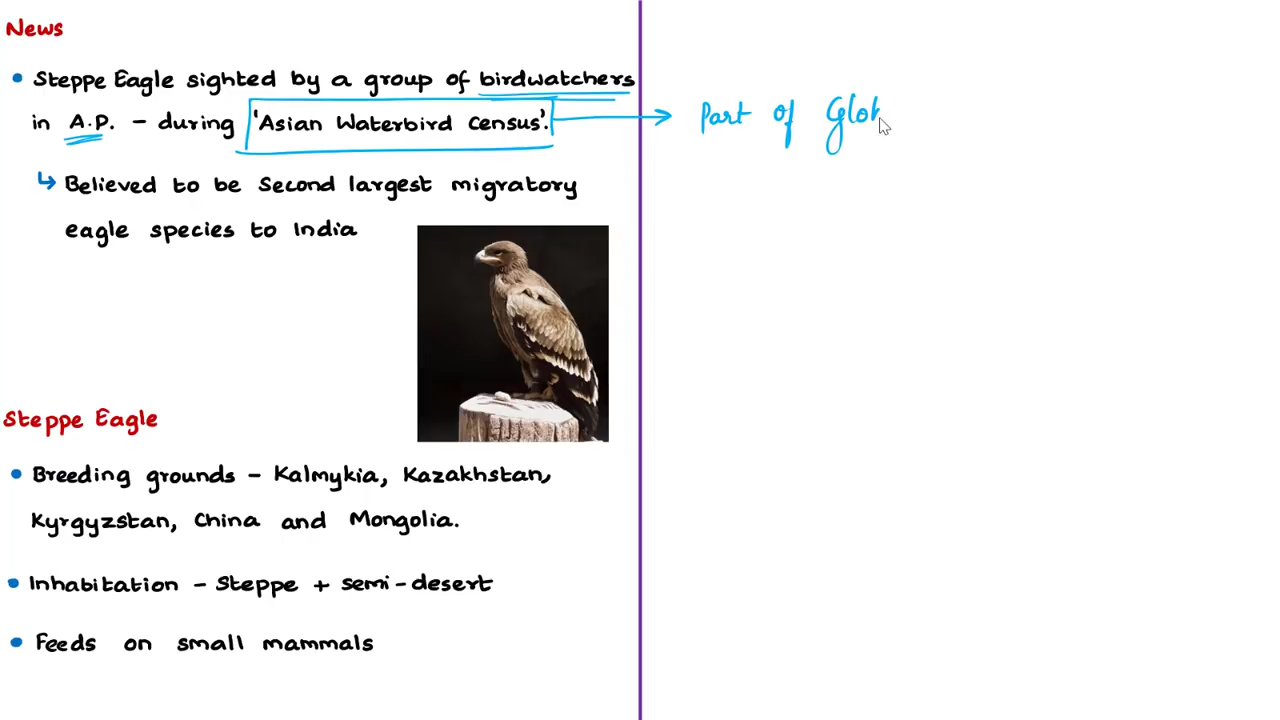 News
• Steppe Eagle sighted by a group of birdwatchers
in A.P. – during 'Asian Waterbird Census'.
↳ Believed to be Second largest migratory
eagle species to India
Steppe Eagle
• Breeding grounds – Kalmykia, Kazakhstan,
Kyrgyzstan, China and Mongolia.
• Inhabitation – Steppe + semi-desert
• Feeds on small mammals
Part of Glob